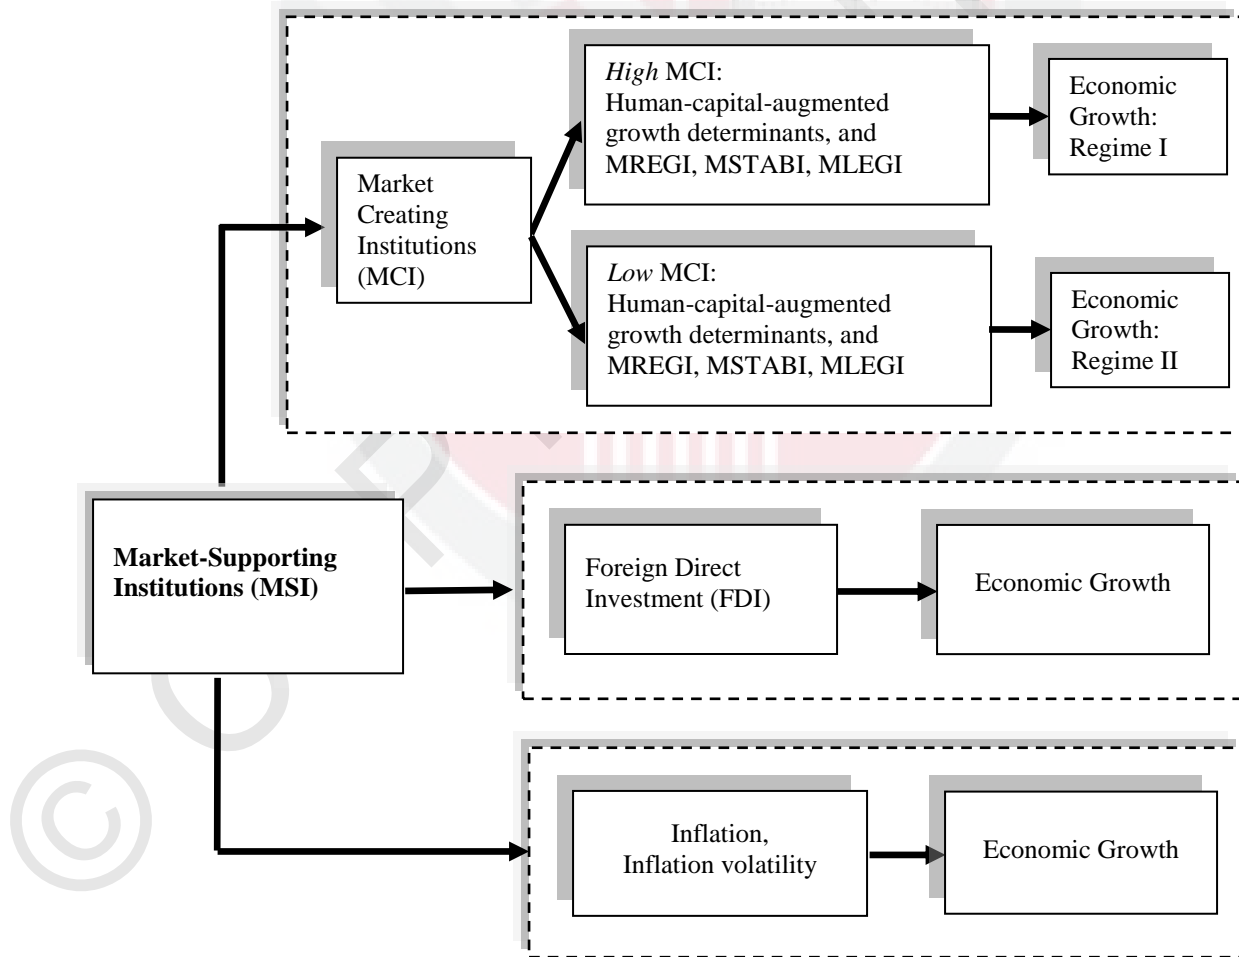 High MCI:
Human-capital-augmented
growth determinants, and
MREGI, MSTABI, MLEGI
Economic
Growth:
Regime I
Market
Creating
Institutions
(MCI)
Low MCI:
Human-capital-augmented
growth determinants, and
MREGI, MSTABI, MLEGI
Economic
Growth:
Regime II
Market-Supporting
Institutions (MSI)
Foreign Direct
Investment (FDI)
Economic Growth
Inflation,
Inflation volatility
Economic Growth
©